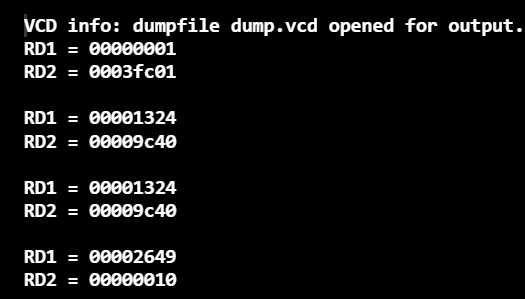 VCD info: dumpfile dump.vcd opened for output.
RD1 = 00000001
RD2 = 0003fc01
RD1 = 00001324
RD2 = 00009c40
RD1 = 00001324
RD2 = 00009c40
RD1 = 00002649
RD2 = 00000010